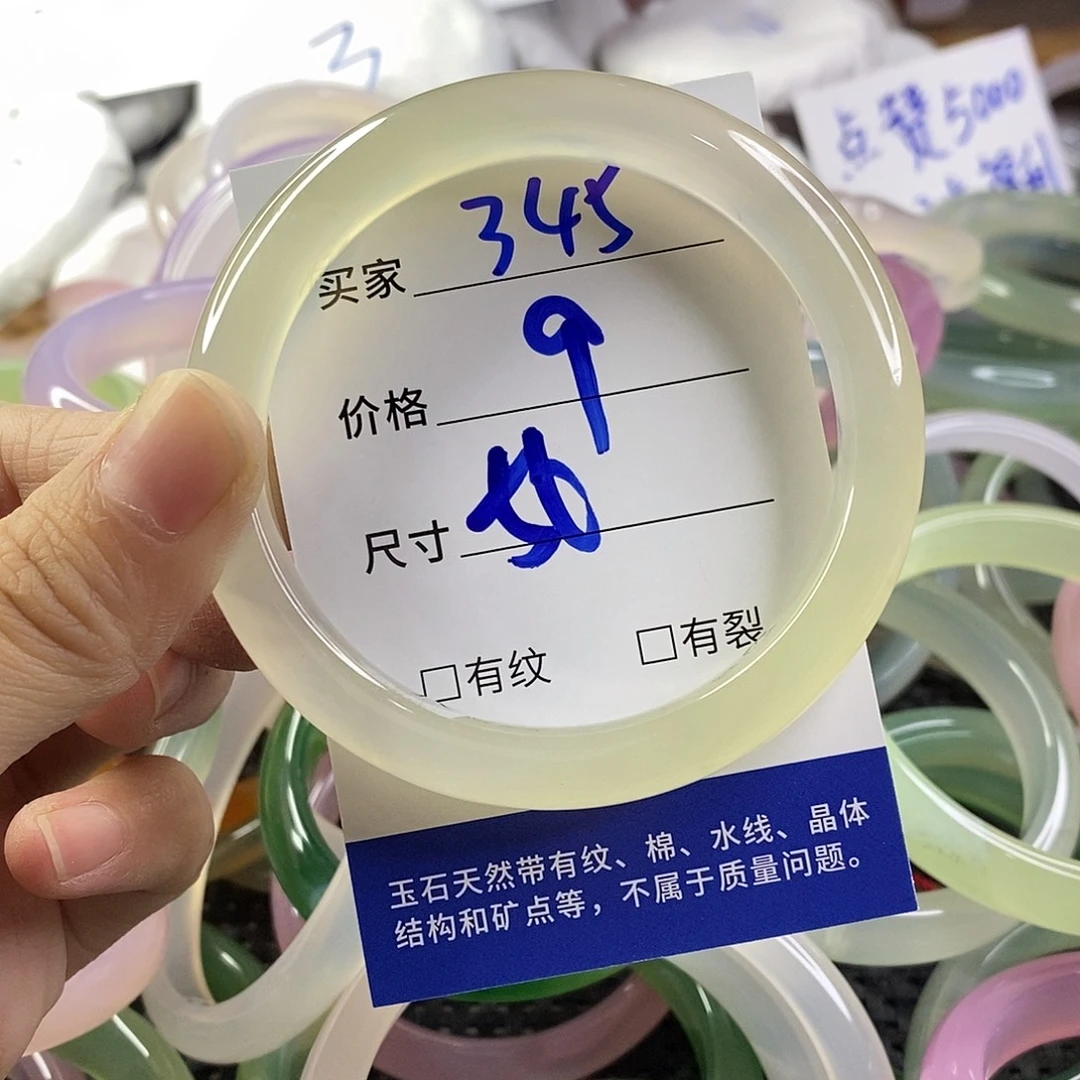 3
点赞5000
买家 345
价格 9
尺寸
□有纹 □有裂
玉石天然带有纹、棉、水线、晶体
结构和矿点等，不属于质量问题。